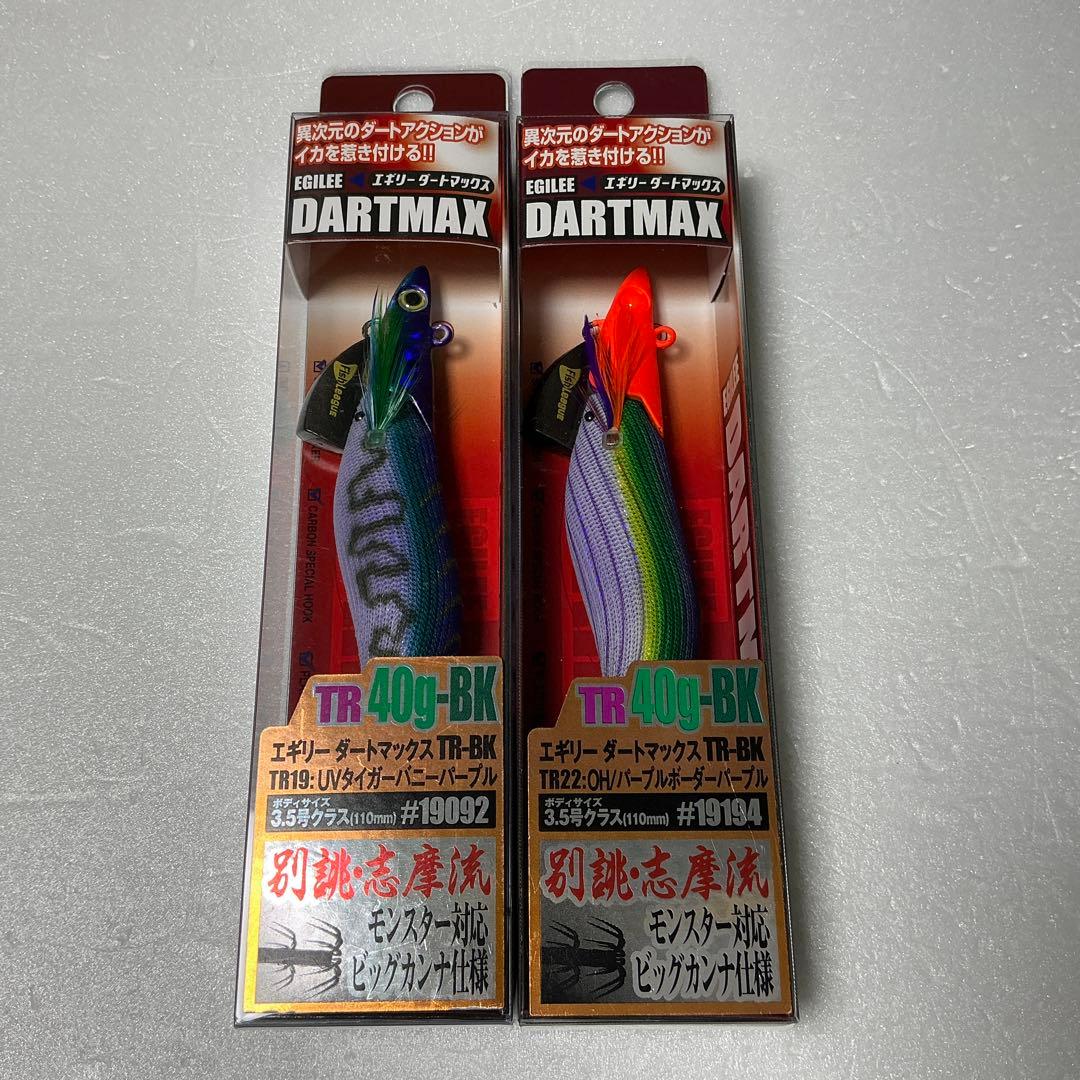 異次元のダートアクションが
イカを惹き付ける!!
EGILEE エギリー ダートマックス
DARTMAX
FishLeague
CARBON SPECIAL HOOK
TR 40g-BK
エギリー ダートマックス TR-BK
TR19: UVタイガーバニーパープル
ボディサイズ
3.5号クラス(110mm) #19092
別誂・志摩流
モンスター対応
ビッグカンナ仕様
異次元のダートアクションが
イカを惹き付ける!!
EGILEE エギリー ダートマックス
DARTMAX
FishLeague
TR 40g-BK
エギリー ダートマックス TR-BK
TR22:OH/パープルボーダーパープル
ボディサイズ
3.5号クラス(110mm) #19194
別誂・志摩流
モンスター対応
ビッグカンナ仕様